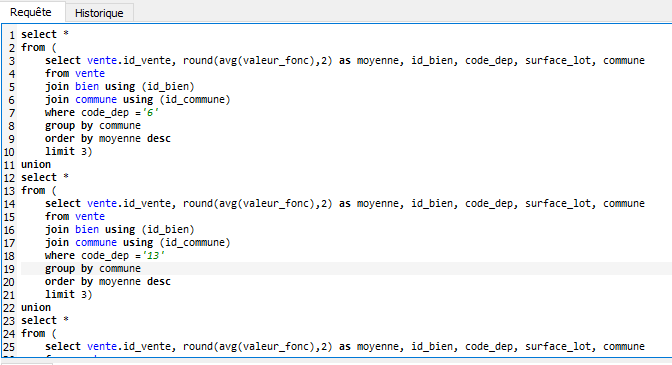 Requête
Historique
1 select *
2 from (
3 select vente.id_vente, round(avg(valeur_fonc),2) as moyenne, id_bien, code_dep, surface_lot, commune
4 from vente
5 join bien using (id_bien)
6 join commune using (id_commune)
7 where code_dep ='6'
8 group by commune
9 order by moyenne desc
10 limit 3)
11 union
12 select *
13 from (
14 select vente.id_vente, round(avg(valeur_fonc),2) as moyenne, id_bien, code_dep, surface_lot, commune
15 from vente
16 join bien using (id_bien)
17 join commune using (id_commune)
18 where code_dep ='13'
19 group by commune
20 order by moyenne desc
21 limit 3)
22 union
23 select *
24 from (
25 select vente.id_vente, round(avg(valeur_fonc),2) as moyenne, id_bien, code_dep, surface_lot, commune